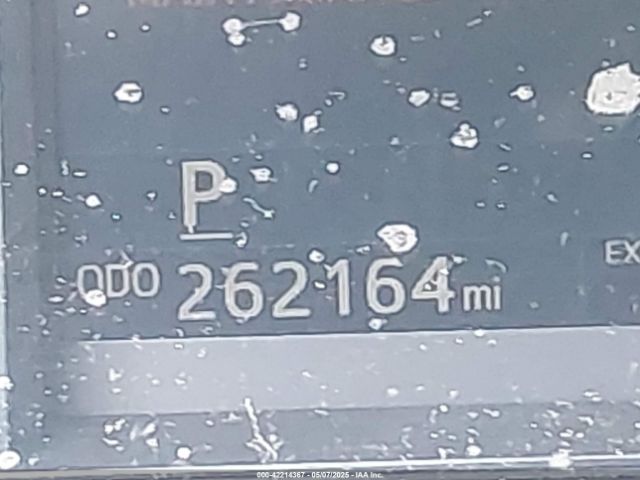 P
EX
ODO 262164 mi
000-42214367 - 05/07/2025 - IAA Inc.